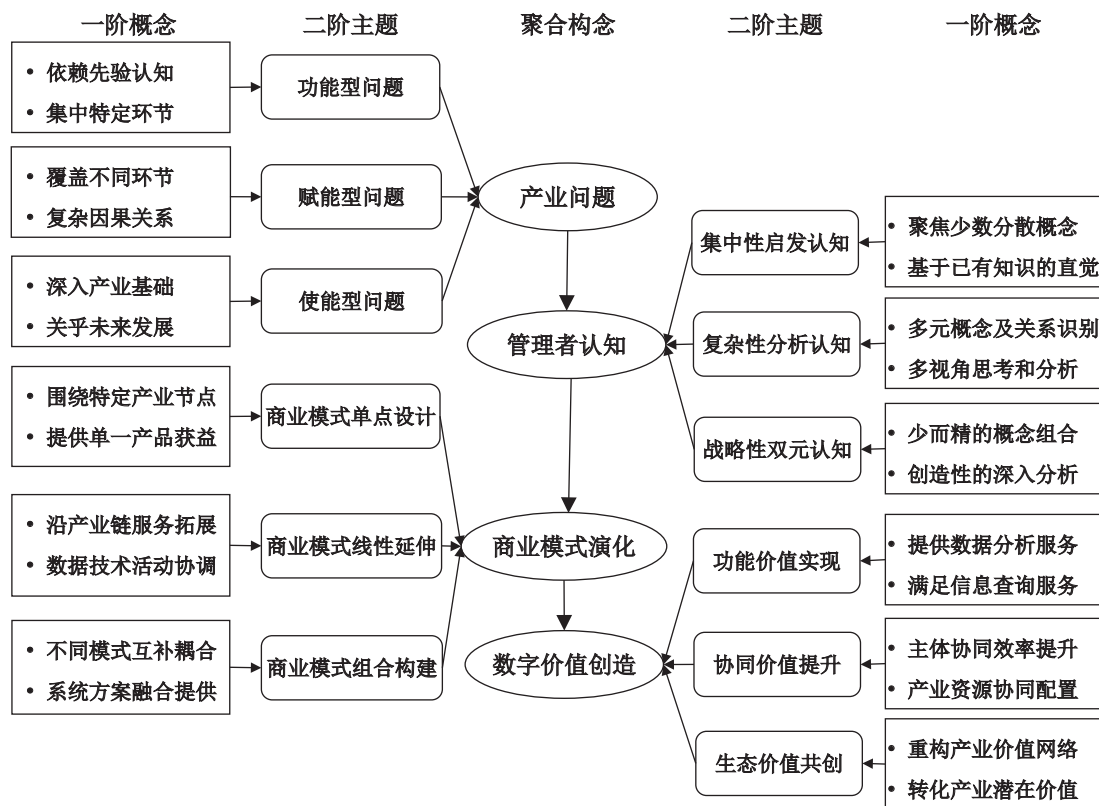 一阶概念
二阶主题
聚合构念
二阶主题
一阶概念
• 依赖先验认知
• 集中特定环节
功能型问题
• 覆盖不同环节
• 复杂因果关系
赋能型问题
• 深入产业基础
• 关乎未来发展
使能型问题
产业问题
• 围绕特定产业节点
• 提供单一产品获益
商业模式单点设计
• 沿产业链服务拓展
• 数据技术活动协调
商业模式线性延伸
• 不同模式互补耦合
• 系统方案融合提供
商业模式组合构建
管理者认知
商业模式演化
数字价值创造
集中性启发认知
• 聚焦少数分散概念
• 基于已有知识的直觉
复杂性分析认知
• 多元概念及关系识别
• 多视角思考和分析
战略性双元认知
• 少而精的概念组合
• 创造性的深入分析
功能价值实现
• 提供数据分析服务
• 满足信息查询服务
协同价值提升
• 主体协同效率提升
• 产业资源协同配置
生态价值共创
• 重构产业价值网络
• 转化产业潜在价值